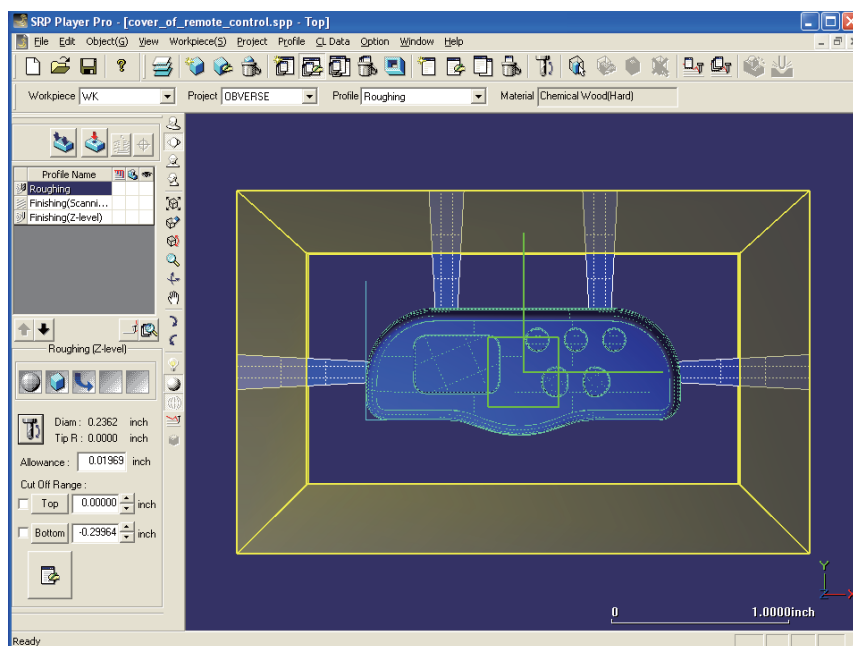 SRP Player Pro - [cover_of_remote_control.spp - Top]
File Edit Object(G) View Workpiece(S) Project Profile CL Data Option Window Help
Workpiece WK Project OBVERSE Profile Roughing Material Chemical Wood(Hard)
Profile Name
Roughing
Finishing(Scanni...
Finishing(Z-level)
Roughing (Z-level)
Diam : 0.2362 inch
Tip R : 0.0000 inch
Allowance : 0.01969 inch
Cut Off Range :
Top 0.00000 inch
Bottom -0.29964 inch
Y
X
0 1.0000inch
Ready